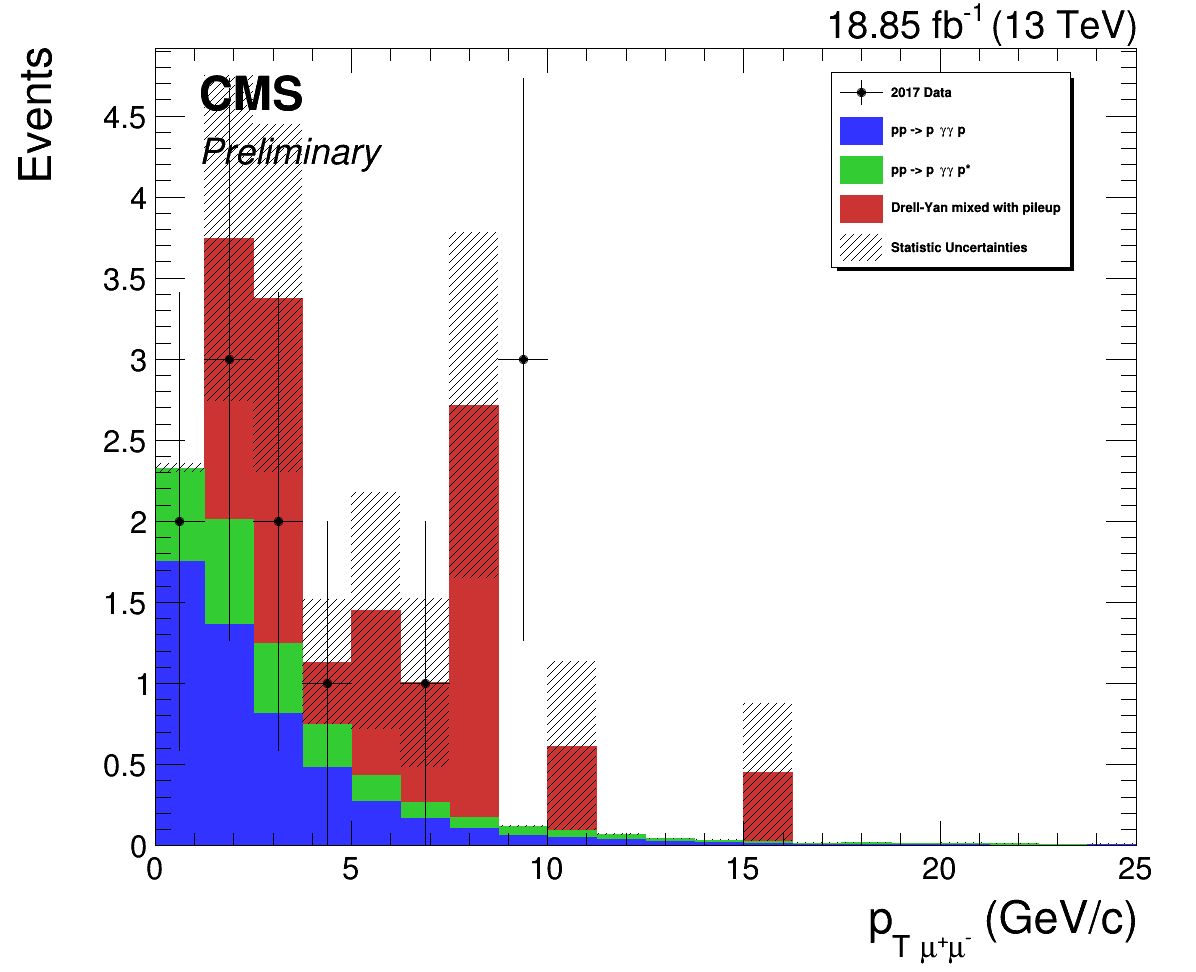 18.85 fb-1 (13 TeV)
Events
CMS
Preliminary
2017 Data
pp -> p γγ p
pp -> p γγ p*
Drell-Yan mixed with pileup
Statistic Uncertainties
4.5
4
3.5
3
2.5
2
1.5
1
0.5
0
0 5 10 15 20 25
pT μ+μ- (GeV/c)